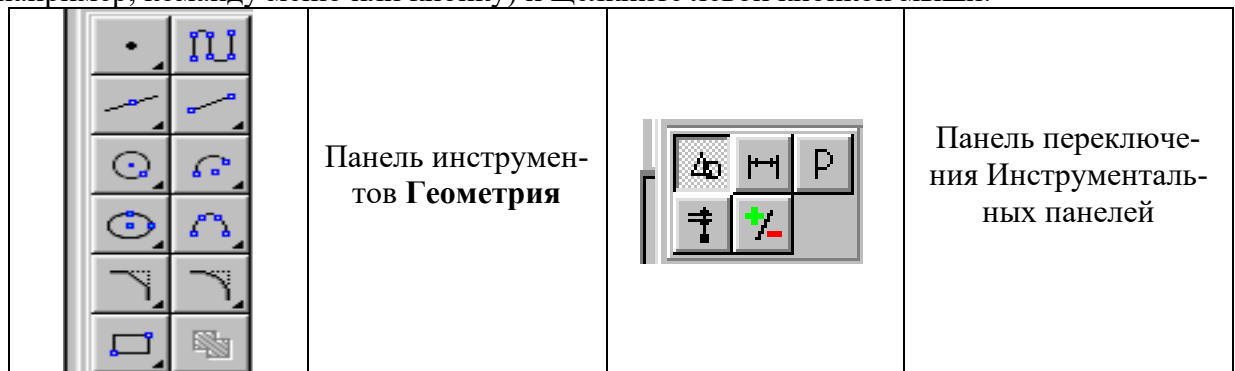 Панель инструмен-
тов Геометрия
P
Панель переключе-
ния Инструменталь-
ных панелей